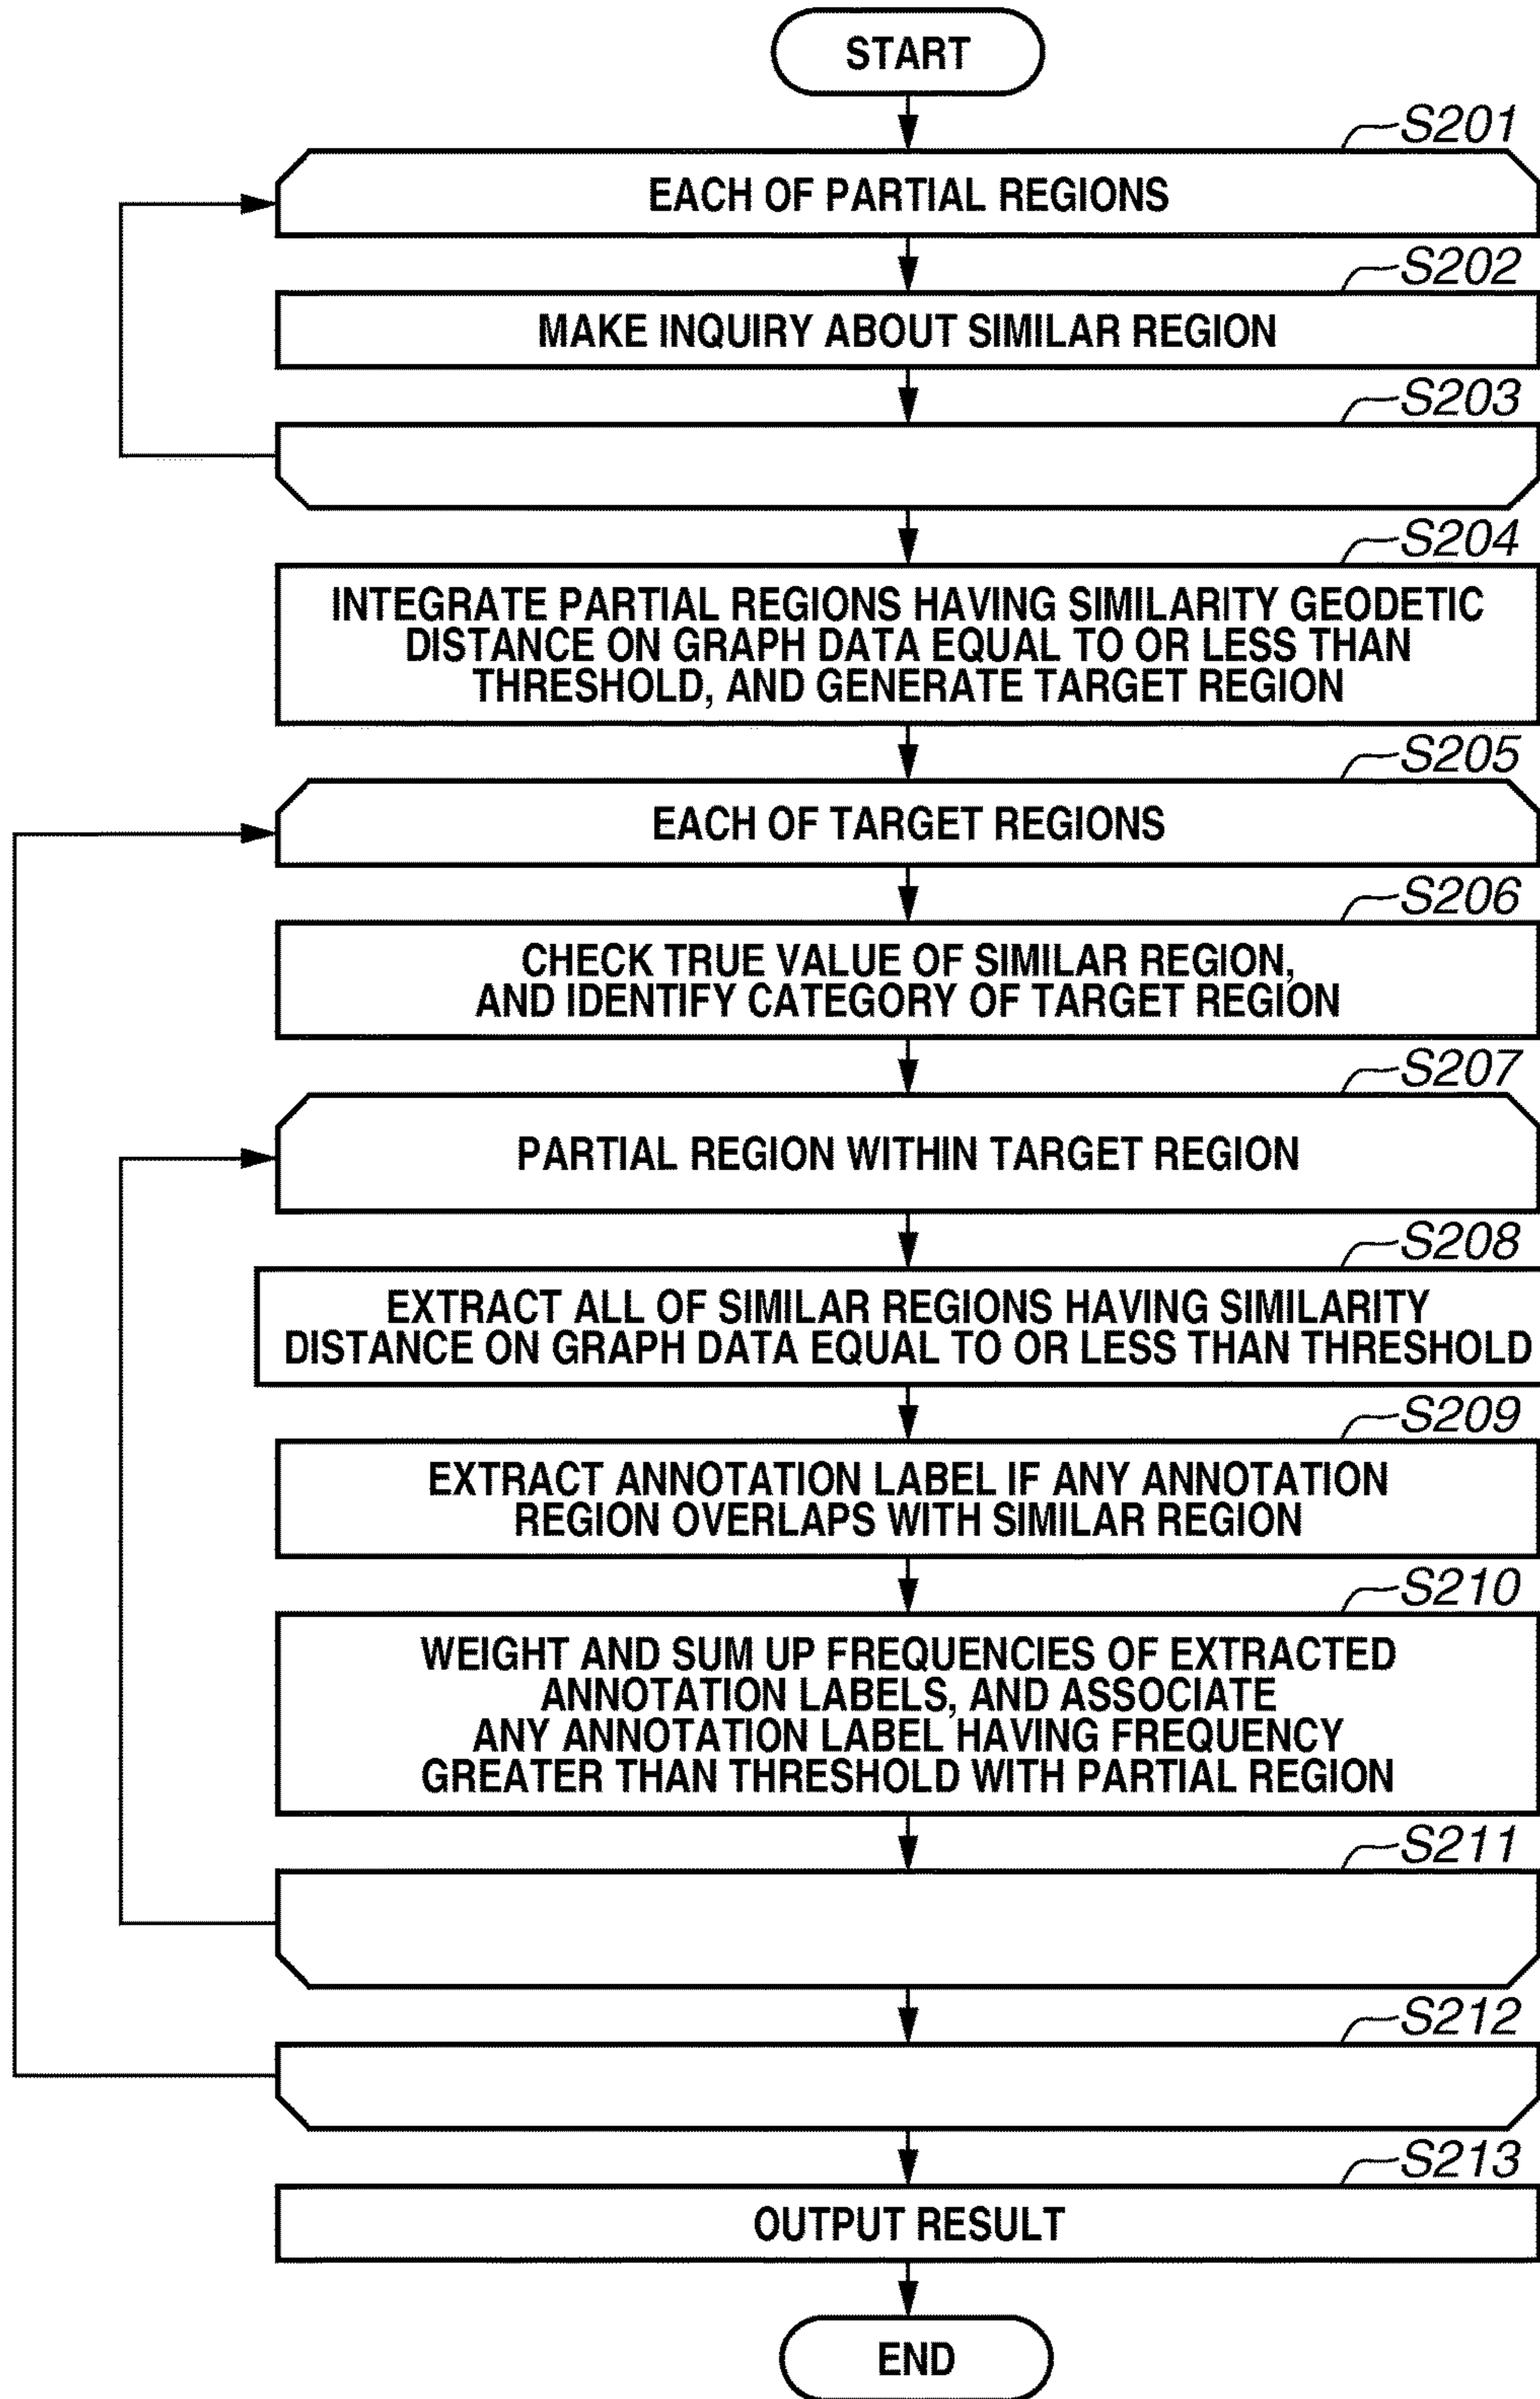 START
S201
EACH OF PARTIAL REGIONS
S202
MAKE INQUIRY ABOUT SIMILAR REGION
S203
S204
INTEGRATE PARTIAL REGIONS HAVING SIMILARITY GEODETIC
DISTANCE ON GRAPH DATA EQUAL TO OR LESS THAN
THRESHOLD, AND GENERATE TARGET REGION
S205
EACH OF TARGET REGIONS
S206
CHECK TRUE VALUE OF SIMILAR REGION,
AND IDENTIFY CATEGORY OF TARGET REGION
S207
PARTIAL REGION WITHIN TARGET REGION
S208
EXTRACT ALL OF SIMILAR REGIONS HAVING SIMILARITY
DISTANCE ON GRAPH DATA EQUAL TO OR LESS THAN THRESHOLD
S209
EXTRACT ANNOTATION LABEL IF ANY ANNOTATION
REGION OVERLAPS WITH SIMILAR REGION
S210
WEIGHT AND SUM UP FREQUENCIES OF EXTRACTED
ANNOTATION LABELS, AND ASSOCIATE
ANY ANNOTATION LABEL HAVING FREQUENCY
GREATER THAN THRESHOLD WITH PARTIAL REGION
S211
S212
S213
OUTPUT RESULT
END